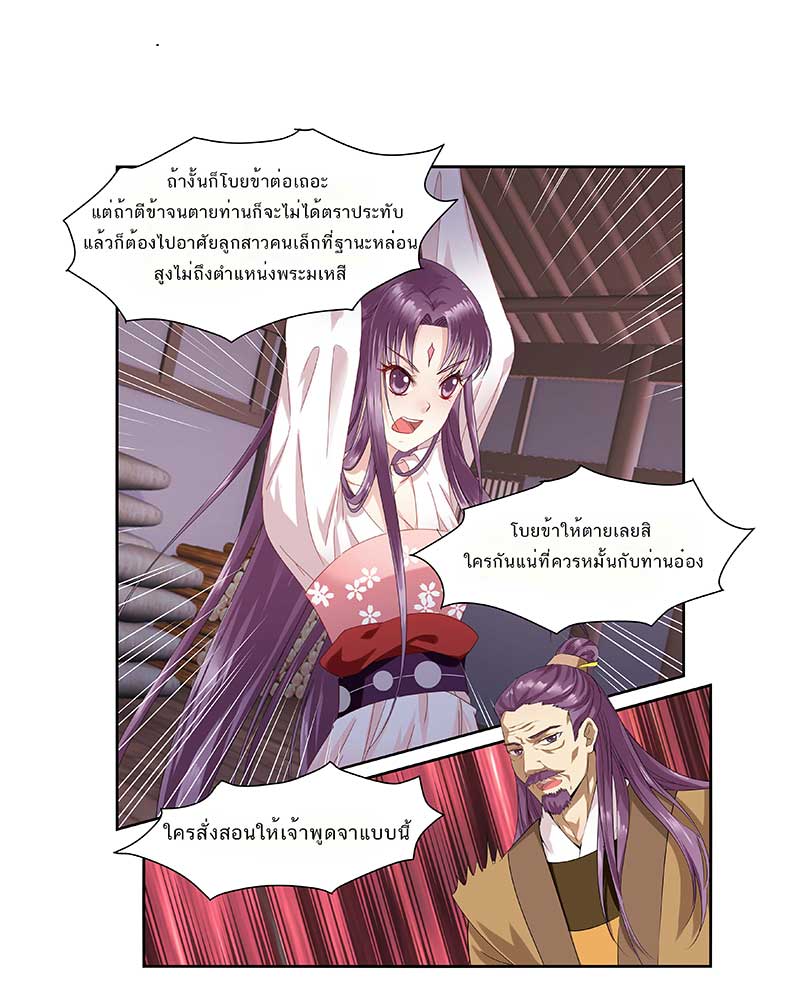 ถ้างั้นก็โบยข้าต่อเถอะ
แต่ถ้าตีข้าจนตายท่านก็จะไม่ได้ตราประทับ
แล้วก็ต้องไปอาศัยลูกสาวคนเล็กที่ฐานะหล่อน
สูงไม่ถึงตำแหน่งพระมเหสี
โบยข้าให้ตายเลยสิ
ใครกันแน่ที่ควรหมั้นกับท่านอ๋อง
ใครสั่งสอนให้เจ้าพูดจาแบบนี้